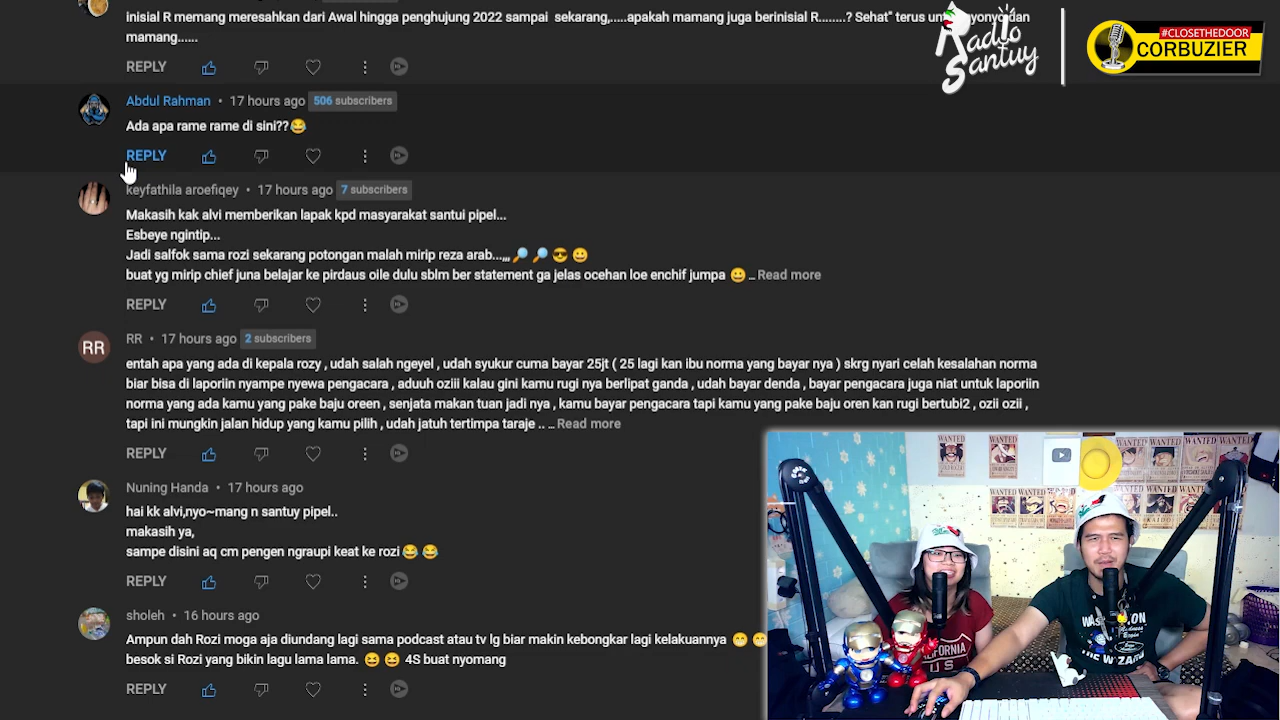 inisial R memang meresahkan dari Awal hingga penghujung 2022 sampai sekarang,.....apakah mamang juga berinisial R........? Sehat" terus
mamang......
REPLY
Radio
Santuy
#CLOSETHEDOOR
CORBUZIER
Abdul Rahman • 17 hours ago 506 subscribers
Ada apa rame rame di sini??😂
REPLY
keyfathila aroefiqey • 17 hours ago 7 subscribers
Makasih kak alvi memberikan lapak kpd masyarakat santui pipel...
Esbeye ngintip...
Jadi salfok sama rozi sekarang potongan malah mirip reza arab...,,, 🔎 🔎 😎 😀
buat yg mirip chief juna belajar ke pirdaus oile dulu sblm ber statement ga jelas ocehan loe enchif jumpa 😀 ... Read more
REPLY
RR
RR • 17 hours ago 2 subscribers
entah apa yang ada di kepala rozy , udah salah ngeyel , udah syukur cuma bayar 25jt ( 25 lagi kan ibu norma yang bayar nya ) skrg nyari celah kesalahan norma
biar bisa di laporiin nyampe nyewa pengacara , aduuh oziii kalau gini kamu rugi nya berlipat ganda , udah bayar denda , bayar pengacara juga niat untuk laporiin
norma yang ada kamu yang pake baju oreen , senjata makan tuan jadi nya , kamu bayar pengacara tapi kamu yang pake baju oren kan rugi bertubi2 , ozii ozii ,
tapi ini mungkin jalan hidup yang kamu pilih , udah jatuh tertimpa taraje .. ... Read more
REPLY
Nuning Handa • 17 hours ago
hai kk alvi,nyo~mang n santuy pipel..
makasih ya,
sampe disini aq cm pengen ngraupi keat ke rozi 😂 😂
REPLY
sholeh • 16 hours ago
Ampun dah Rozi moga aja diundang lagi sama podcast atau tv lg biar makin kebongkar lagi kelakuannya 😁 😁
besok si Rozi yang bikin lagu lama lama. 😆 😆 4S buat nyomang
REPLY
WANTED
WANTED
WANTED
WANTED
WANTED
CALIFORNIA
US
THE WIZARD